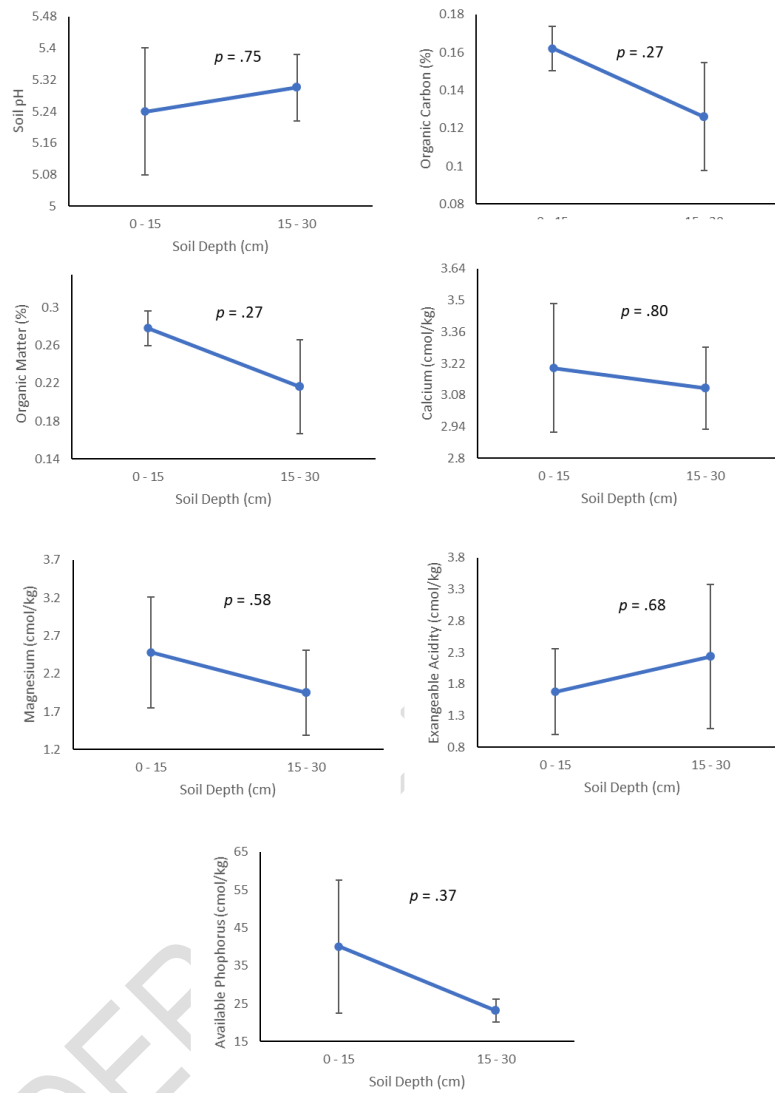 Soil pH
5.48
5.4
5.32
5.24
5.16
5.08
5
p = .75
0 - 15
15 - 30
Soil Depth (cm)
Organic Carbon (%)
0.18
0.16
0.14
0.12
0.1
0.08
p = .27
0 - 15
15 - 30
Organic Matter (%)
0.3
0.26
0.22
0.18
0.14
p = .27
0 - 15
15 - 30
Soil Depth (cm)
Calcium (cmol/kg)
3.64
3.5
3.36
3.22
3.08
2.94
2.8
p = .80
0 - 15
15 - 30
Soil Depth (cm)
Magnesium (cmol/kg)
3.7
3.2
2.7
2.2
1.7
1.2
p = .58
0 - 15
15 - 30
Soil Depth (cm)
Exangeable Acidity (cmol/kg)
3.8
3.3
2.8
2.3
1.8
1.3
0.8
p = .68
0 - 15
15 - 30
Soil Depth (cm)
Available Phophorus (cmol/kg)
65
55
45
35
25
15
p = .37
0 - 15
15 - 30
Soil Depth (cm)